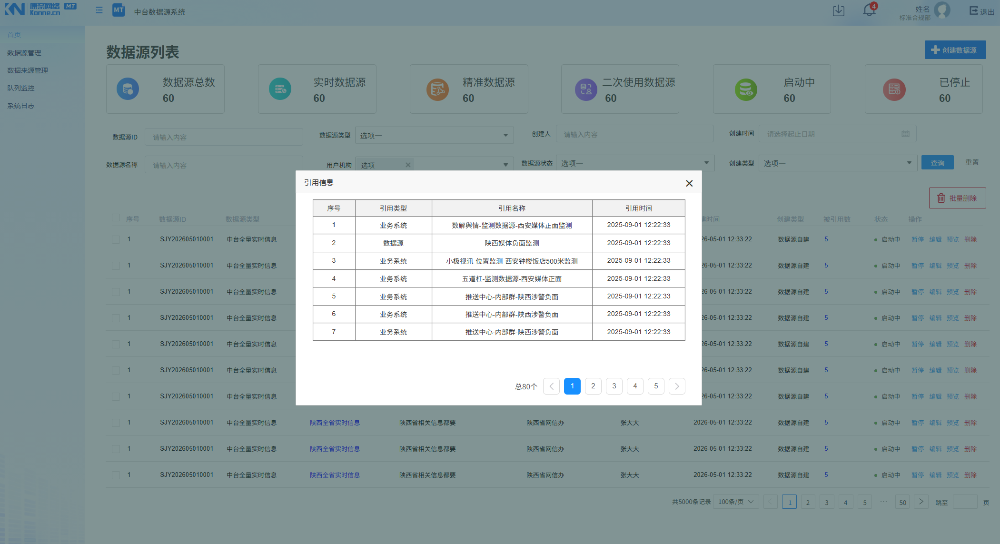 康奈网络 MT
Konne.cn
MT 中台数据源系统
4
姓名
标准合规部
退出
首页
数据源管理
数据来源管理
队列监控
系统日志
数据源列表
创建数据源
数据源总数
60
实时数据源
60
精准数据源
60
二次使用数据源
60
启动中
60
已停止
60
数据源ID 请输入内容 数据源类型 选项一 创建人 请输入内容 创建时间 请选择起止日期
数据源名称 请输入内容 用户机构 选项 数据源状态 选项一 创建类型 选项一 查询 重置
批量删除
引用信息
序号 引用类型 引用名称 引用时间
1 业务系统 数解舆情-监测数据源-西安媒体正面监测 2025-09-01 12:22:33
2 数据源 陕西媒体负面监测 2025-09-01 12:22:33
3 业务系统 小极视讯-位置监测-西安钟楼饭店500米监测 2025-09-01 12:22:33
4 业务系统 五道杠-监测数据源-西安媒体正面 2025-09-01 12:22:33
5 业务系统 推送中心-内部群-陕西涉警负面 2025-09-01 12:22:33
6 业务系统 推送中心-内部群-陕西涉警负面 2025-09-01 12:22:33
7 业务系统 推送中心-内部群-陕西涉警负面 2025-09-01 12:22:33
总80个 1 2 3 4 5
序号 数据源ID 数据源类型 建时间 创建类型 被引用数 状态 操作
1 SJY202605010001 中台全量实时信息 26-05-01 12:33:22 数据源自建 5 启动中 暂停 编辑 预览 删除
1 SJY202605010001 中台全量实时信息 26-05-01 12:33:22 数据源自建 5 启动中 暂停 编辑 预览 删除
1 SJY202605010001 中台全量实时信息 26-05-01 12:33:22 数据源自建 5 启动中 暂停 编辑 预览 删除
1 SJY202605010001 中台全量实时信息 26-05-01 12:33:22 数据源自建 5 启动中 暂停 编辑 预览 删除
1 SJY202605010001 中台全量实时信息 26-05-01 12:33:22 数据源自建 5 启动中 暂停 编辑 预览 删除
1 SJY202605010001 中台全量实时信息 26-05-01 12:33:22 数据源自建 5 启动中 暂停 编辑 预览 删除
1 SJY202605010001 中台全量实时信息 26-05-01 12:33:22 数据源自建 5 启动中 暂停 编辑 预览 删除
1 SJY202605010001 中台全量实时信息 陕西全省实时信息 陕西省相关信息都要 陕西省网信办 张大大 2026-05-01 12:33:22 数据源自建 5 启动中 暂停 编辑 预览 删除
1 SJY202605010001 中台全量实时信息 陕西全省实时信息 陕西省相关信息都要 陕西省网信办 张大大 2026-05-01 12:33:22 数据源自建 5 启动中 暂停 编辑 预览 删除
1 SJY202605010001 中台全量实时信息 陕西全省实时信息 陕西省相关信息都要 陕西省网信办 张大大 2026-05-01 12:33:22 数据源自建 5 启动中 暂停 编辑 预览 删除
共5000条记录 100条/页 1 2 3 4 5 ··· 50 跳至 页